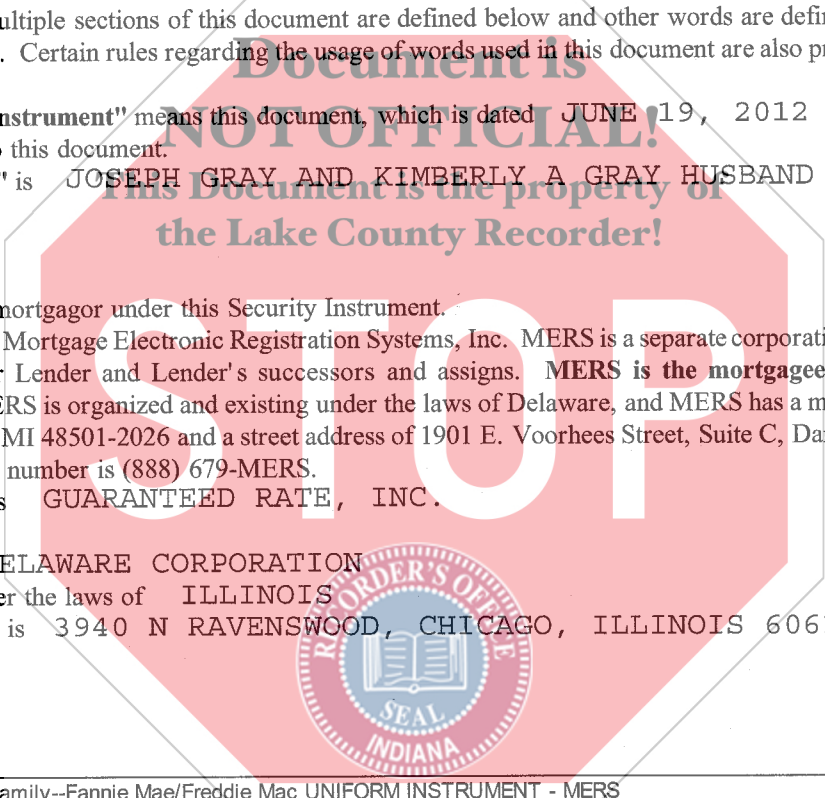 ultiple sections of this document are defined below and other words are defin
. Certain rules regarding the usage of words used in this document are also pr
Document is
nstrument" means this document, which is dated JUNE 19, 2012
NOT OFFICIAL!
this document.
" is JOSEPH GRAY AND KIMBERLY A GRAY HUSBAND
This Document is the property of
the Lake County Recorder!
mortgagor under this Security Instrument.
STOP
Mortgage Electronic Registration Systems, Inc. MERS is a separate corporati
r Lender and Lender's successors and assigns. MERS is the mortgagee
ERS is organized and existing under the laws of Delaware, and MERS has a m
MI 48501-2026 and a street address of 1901 E. Voorhees Street, Suite C, Da
number is (888) 679-MERS.
s GUARANTEED RATE, INC.
ELAWARE CORPORATION
er the laws of ILLINOIS
is 3940 N RAVENSWOOD, CHICAGO, ILLINOIS 606
RECORDER'S OFFICE
SEAL
INDIANA
amily--Fannie Mae/Freddie Mac UNIFORM INSTRUMENT - MERS